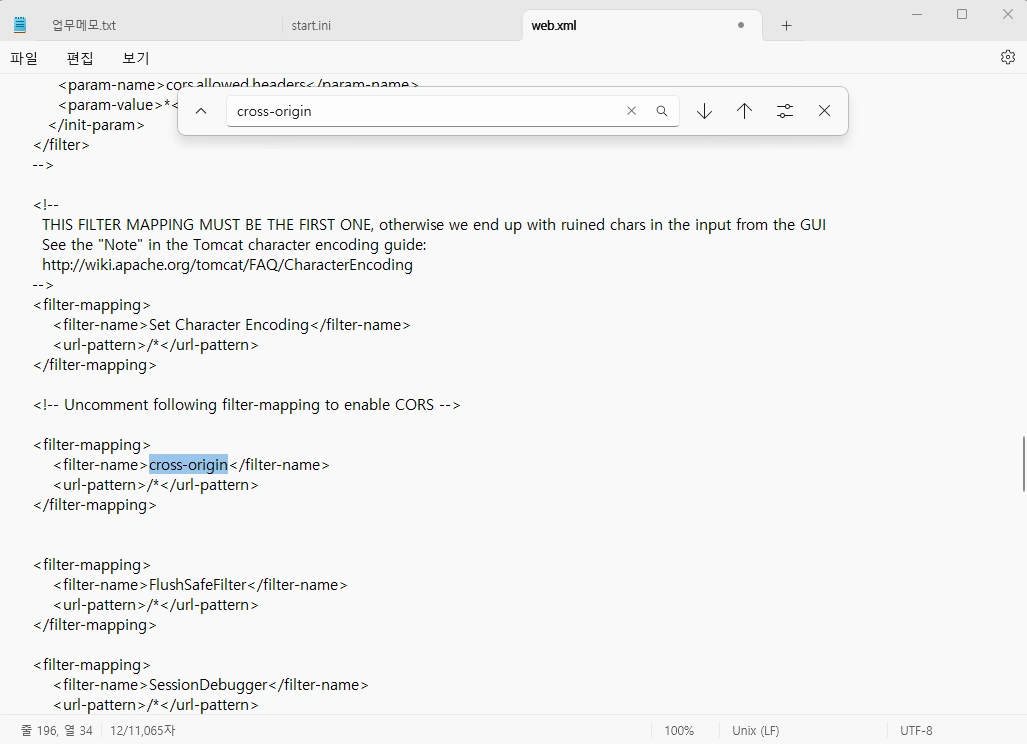 업무메모.txt
start.ini
web.xml
파일
편집
보기
<param-name>cors.allowed.headers</param-name>
<param-value>*<
cross-origin
</init-param>
</filter>
-->
<!--
THIS FILTER MAPPING MUST BE THE FIRST ONE, otherwise we end up with ruined chars in the input from the GUI
See the "Note" in the Tomcat character encoding guide:
http://wiki.apache.org/tomcat/FAQ/CharacterEncoding
-->
<filter-mapping>
<filter-name>Set Character Encoding</filter-name>
<url-pattern>/*</url-pattern>
</filter-mapping>
<!-- Uncomment following filter-mapping to enable CORS -->
<filter-mapping>
<filter-name>cross-origin</filter-name>
<url-pattern>/*</url-pattern>
</filter-mapping>
<filter-mapping>
<filter-name>FlushSafeFilter</filter-name>
<url-pattern>/*</url-pattern>
</filter-mapping>
<filter-mapping>
<filter-name>SessionDebugger</filter-name>
<url-pattern>/*</url-pattern>
줄 196, 열 34
12/11,065자
100%
Unix (LF)
UTF-8